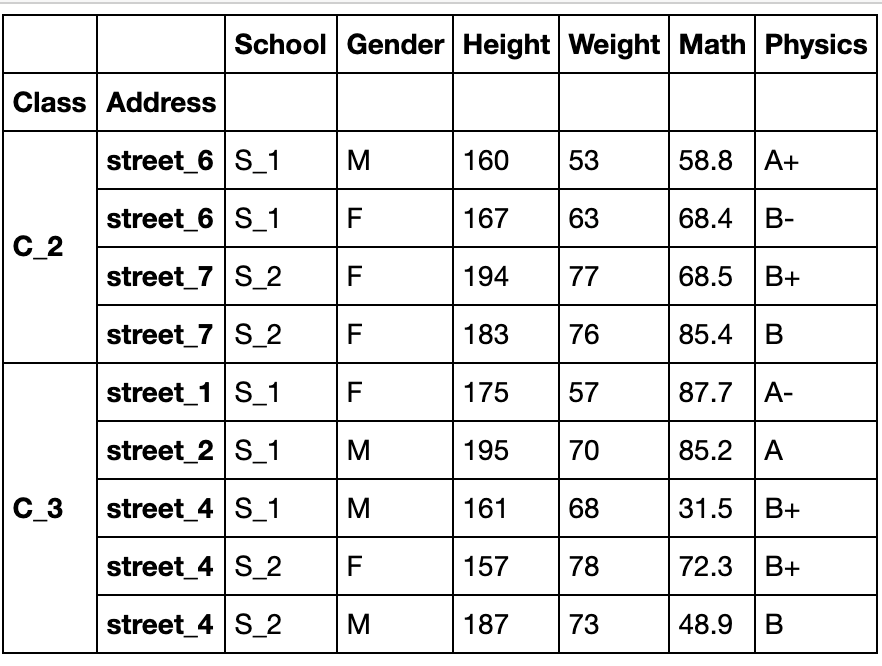 School Gender Height Weight Math Physics
Class Address
street_6 S_1 M 160 53 58.8 A+
street_6 S_1 F 167 63 68.4 B-
C_2
street_7 S_2 F 194 77 68.5 B+
street_7 S_2 F 183 76 85.4 B
street_1 S_1 F 175 57 87.7 A-
street_2 S_1 M 195 70 85.2 A
C_3 street_4 S_1 M 161 68 31.5 B+
street_4 S_2 F 157 78 72.3 B+
street_4 S_2 M 187 73 48.9 B